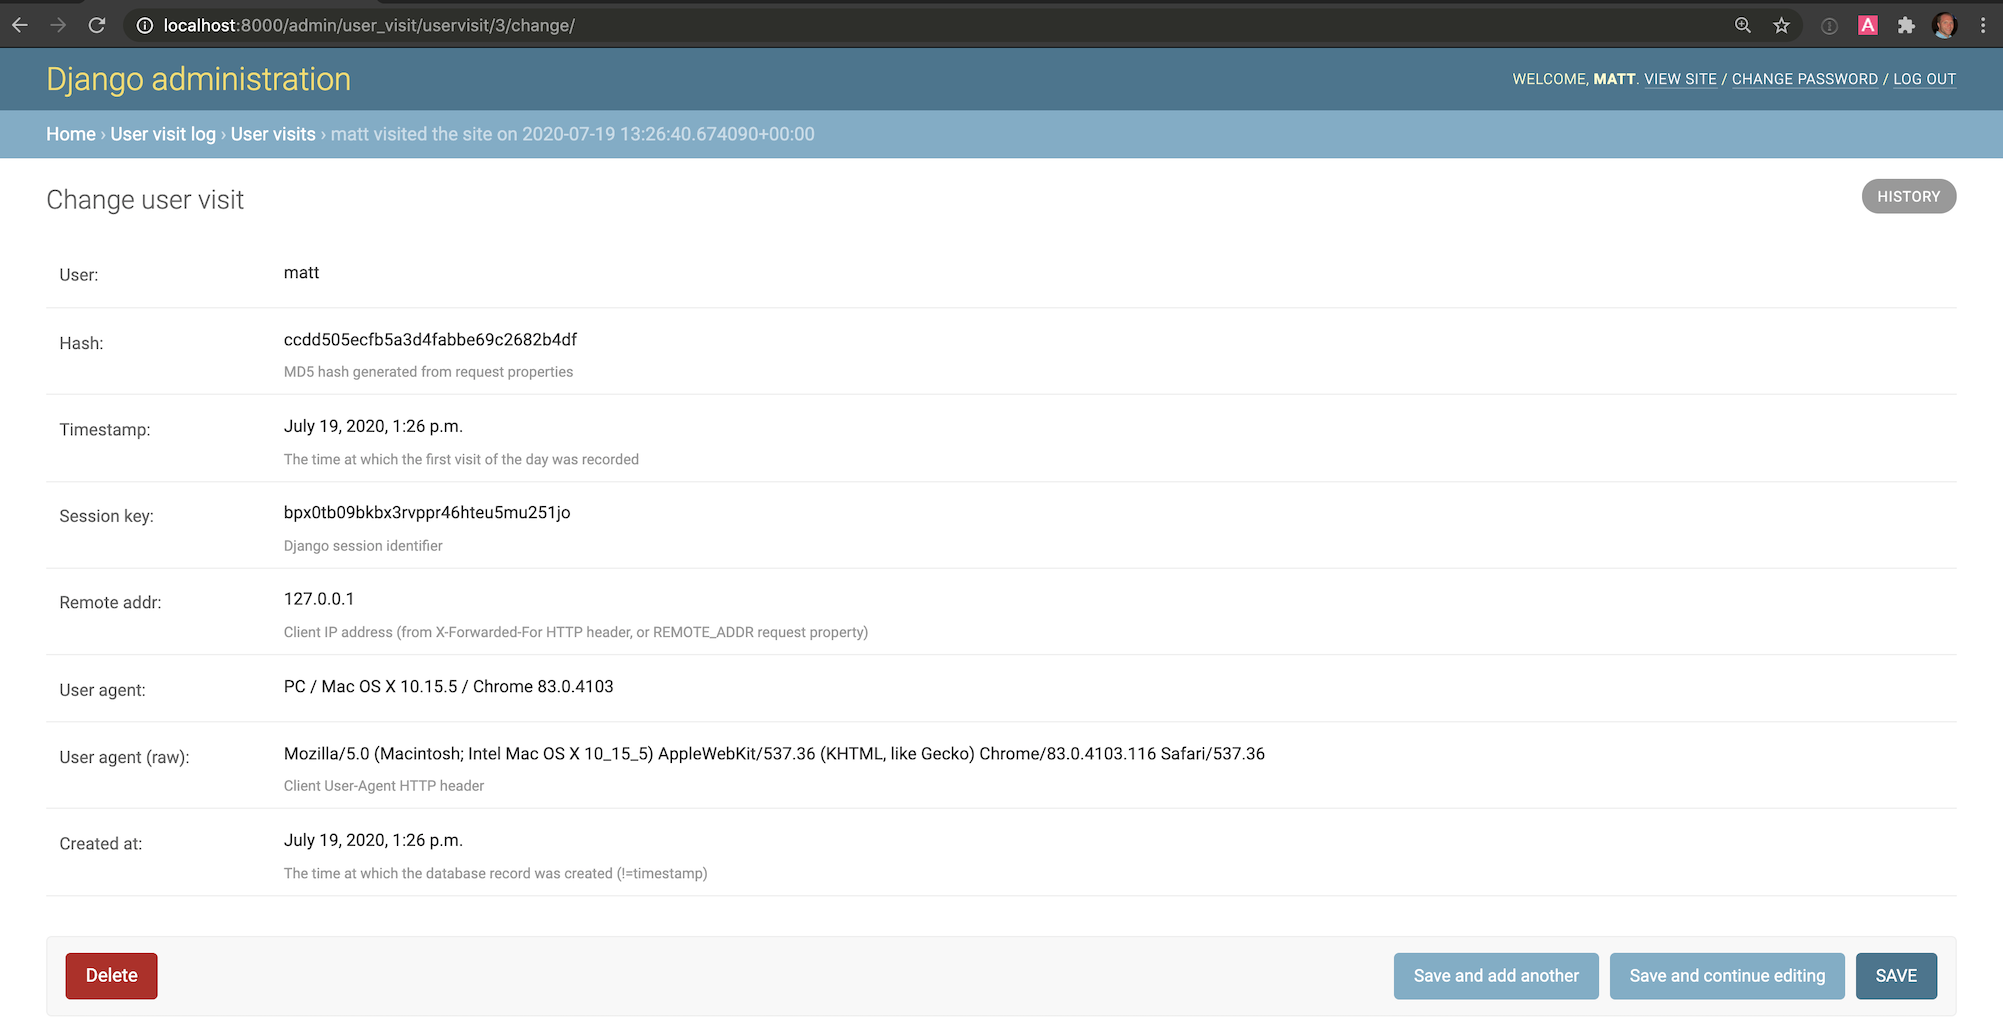 localhost:8000/admin/user_visit/uservisit/3/change/
A
Django administration
WELCOME, MATT. VIEW SITE / CHANGE PASSWORD / LOG OUT
Home › User visit log › User visits › matt visited the site on 2020-07-19 13:26:40.674090+00:00
Change user visit
HISTORY
User: matt
Hash: ccdd505ecfb5a3d4fabbe69c2682b4df
MD5 hash generated from request properties
Timestamp: July 19, 2020, 1:26 p.m.
The time at which the first visit of the day was recorded
Session key: bpx0tb09bkbx3rvppr46hteu5mu251jo
Django session identifier
Remote addr: 127.0.0.1
Client IP address (from X-Forwarded-For HTTP header, or REMOTE_ADDR request property)
User agent: PC / Mac OS X 10.15.5 / Chrome 83.0.4103
User agent (raw): Mozilla/5.0 (Macintosh; Intel Mac OS X 10_15_5) AppleWebKit/537.36 (KHTML, like Gecko) Chrome/83.0.4103.116 Safari/537.36
Client User-Agent HTTP header
Created at: July 19, 2020, 1:26 p.m.
The time at which the database record was created (!=timestamp)
Delete
Save and add another
Save and continue editing
SAVE